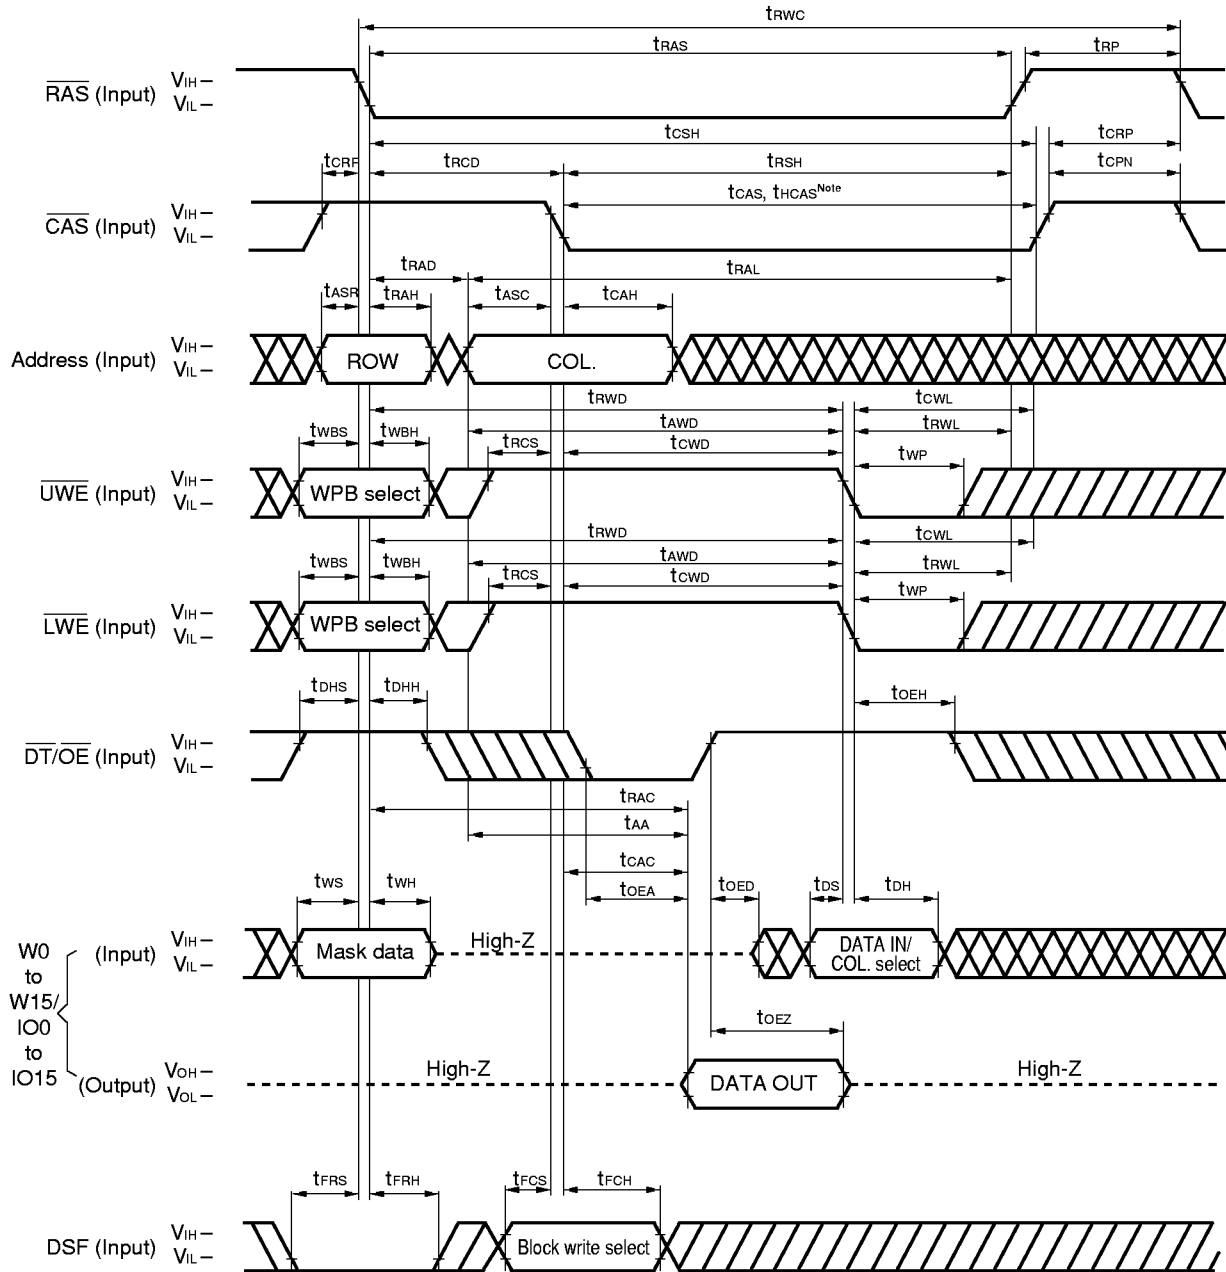 tRWC
tRAS
tRP
RAS (Input)
VIH
VIL
tCSH
tCRP
tCRP
tRCD
tRSH
tCPN
tCAS, tHCAS Note
CAS (Input)
VIH
VIL
tRAD
tRAL
tASR
tRAH
tASC
tCAH
Address (Input)
VIH
VIL
ROW
COL.
tRWD
tCWL
tAWD
tRWL
tWBS
tWBH
tRCS
tCWD
tWP
UWE (Input)
VIH
VIL
WPB select
tRWD
tCWL
tAWD
tRWL
tWBS
tWBH
tRCS
tCWD
tWP
LWE (Input)
VIH
VIL
WPB select
tDHS
tDHH
tOEH
DT/OE (Input)
VIH
VIL
tRAC
tAA
tCAC
tWS
tWH
tOEA
tOED
tDS
tDH
W0
to
W15/
IO0
to
IO15
(Input)
VIH
VIL
Mask data
High-Z
DATA IN/
COL. select
tOEZ
(Output)
VOH
VOL
High-Z
DATA OUT
High-Z
tFRS
tFRH
tFCS
tFCH
DSF (Input)
VIH
VIL
Block write select